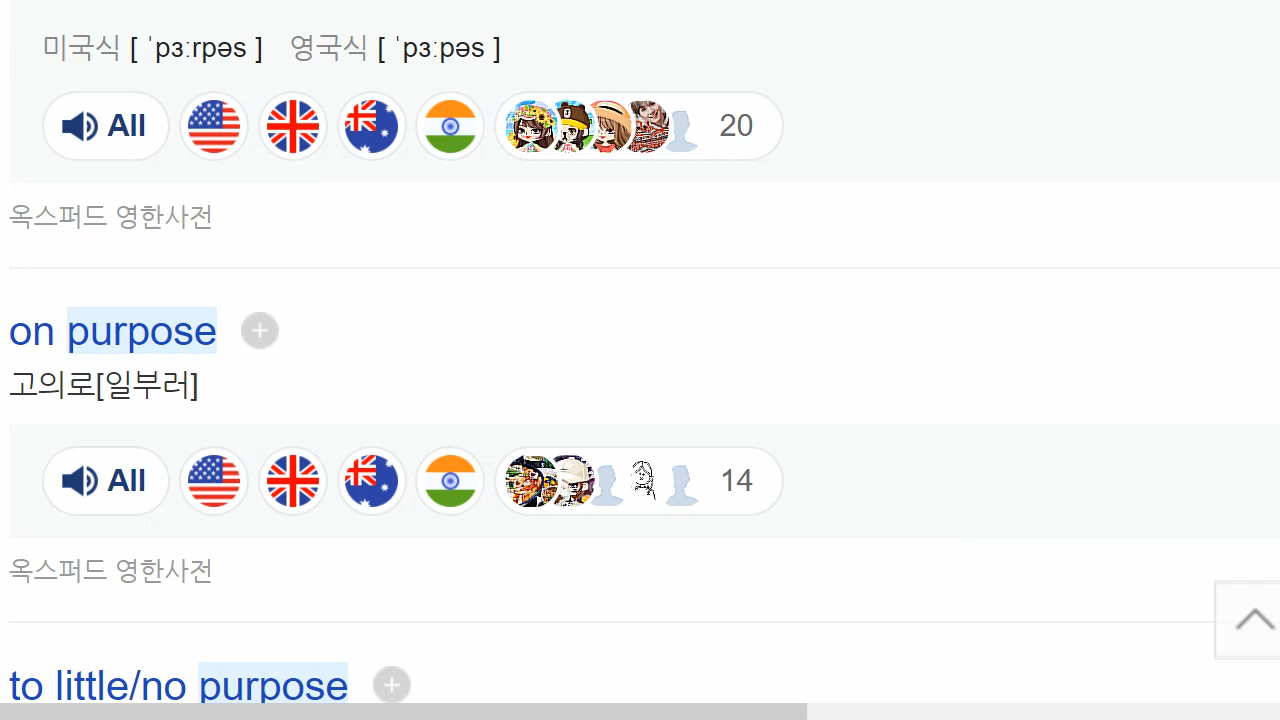 미국식 [ ˈpɜːrpəs ] 영국식 [ ˈpɜːpəs ]
All 20
옥스퍼드 영한사전
on purpose
고의로[일부러]
All 14
옥스퍼드 영한사전
to little/no purpose